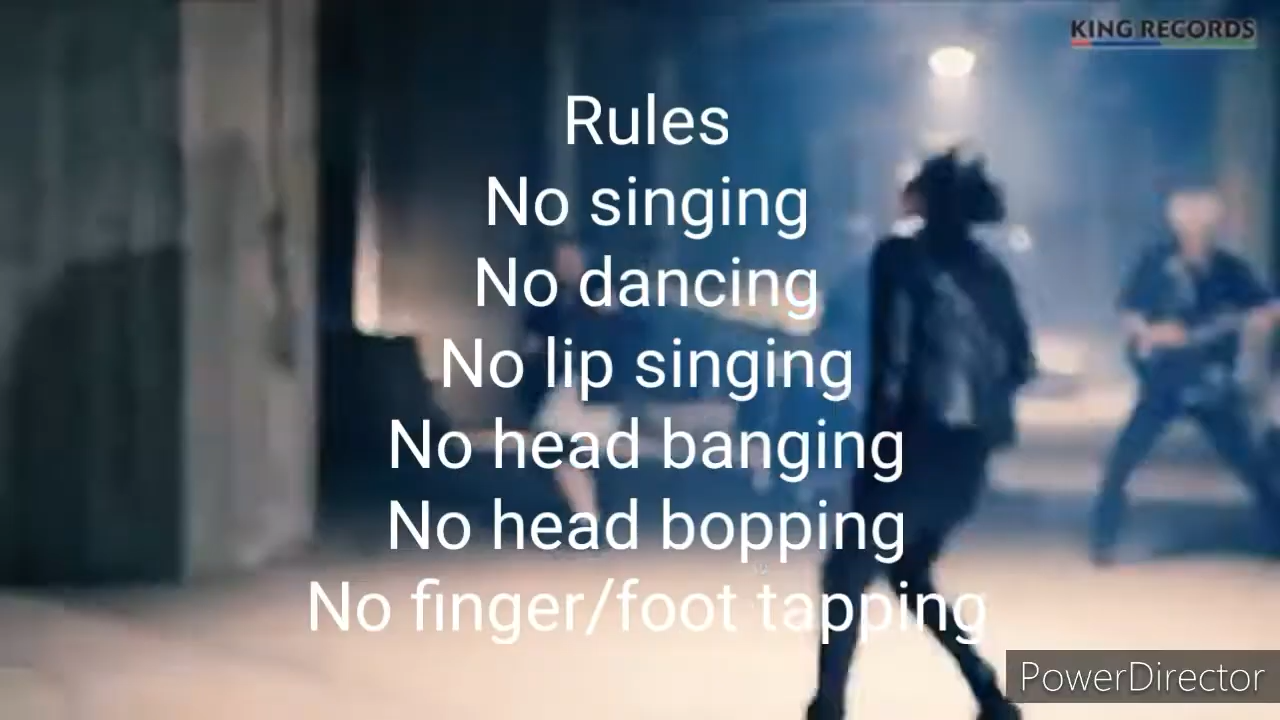 KING RECORDS
Rules
No singing
No dancing
No lip singing
No head banging
No head bopping
No finger/foot tapping
PowerDirector